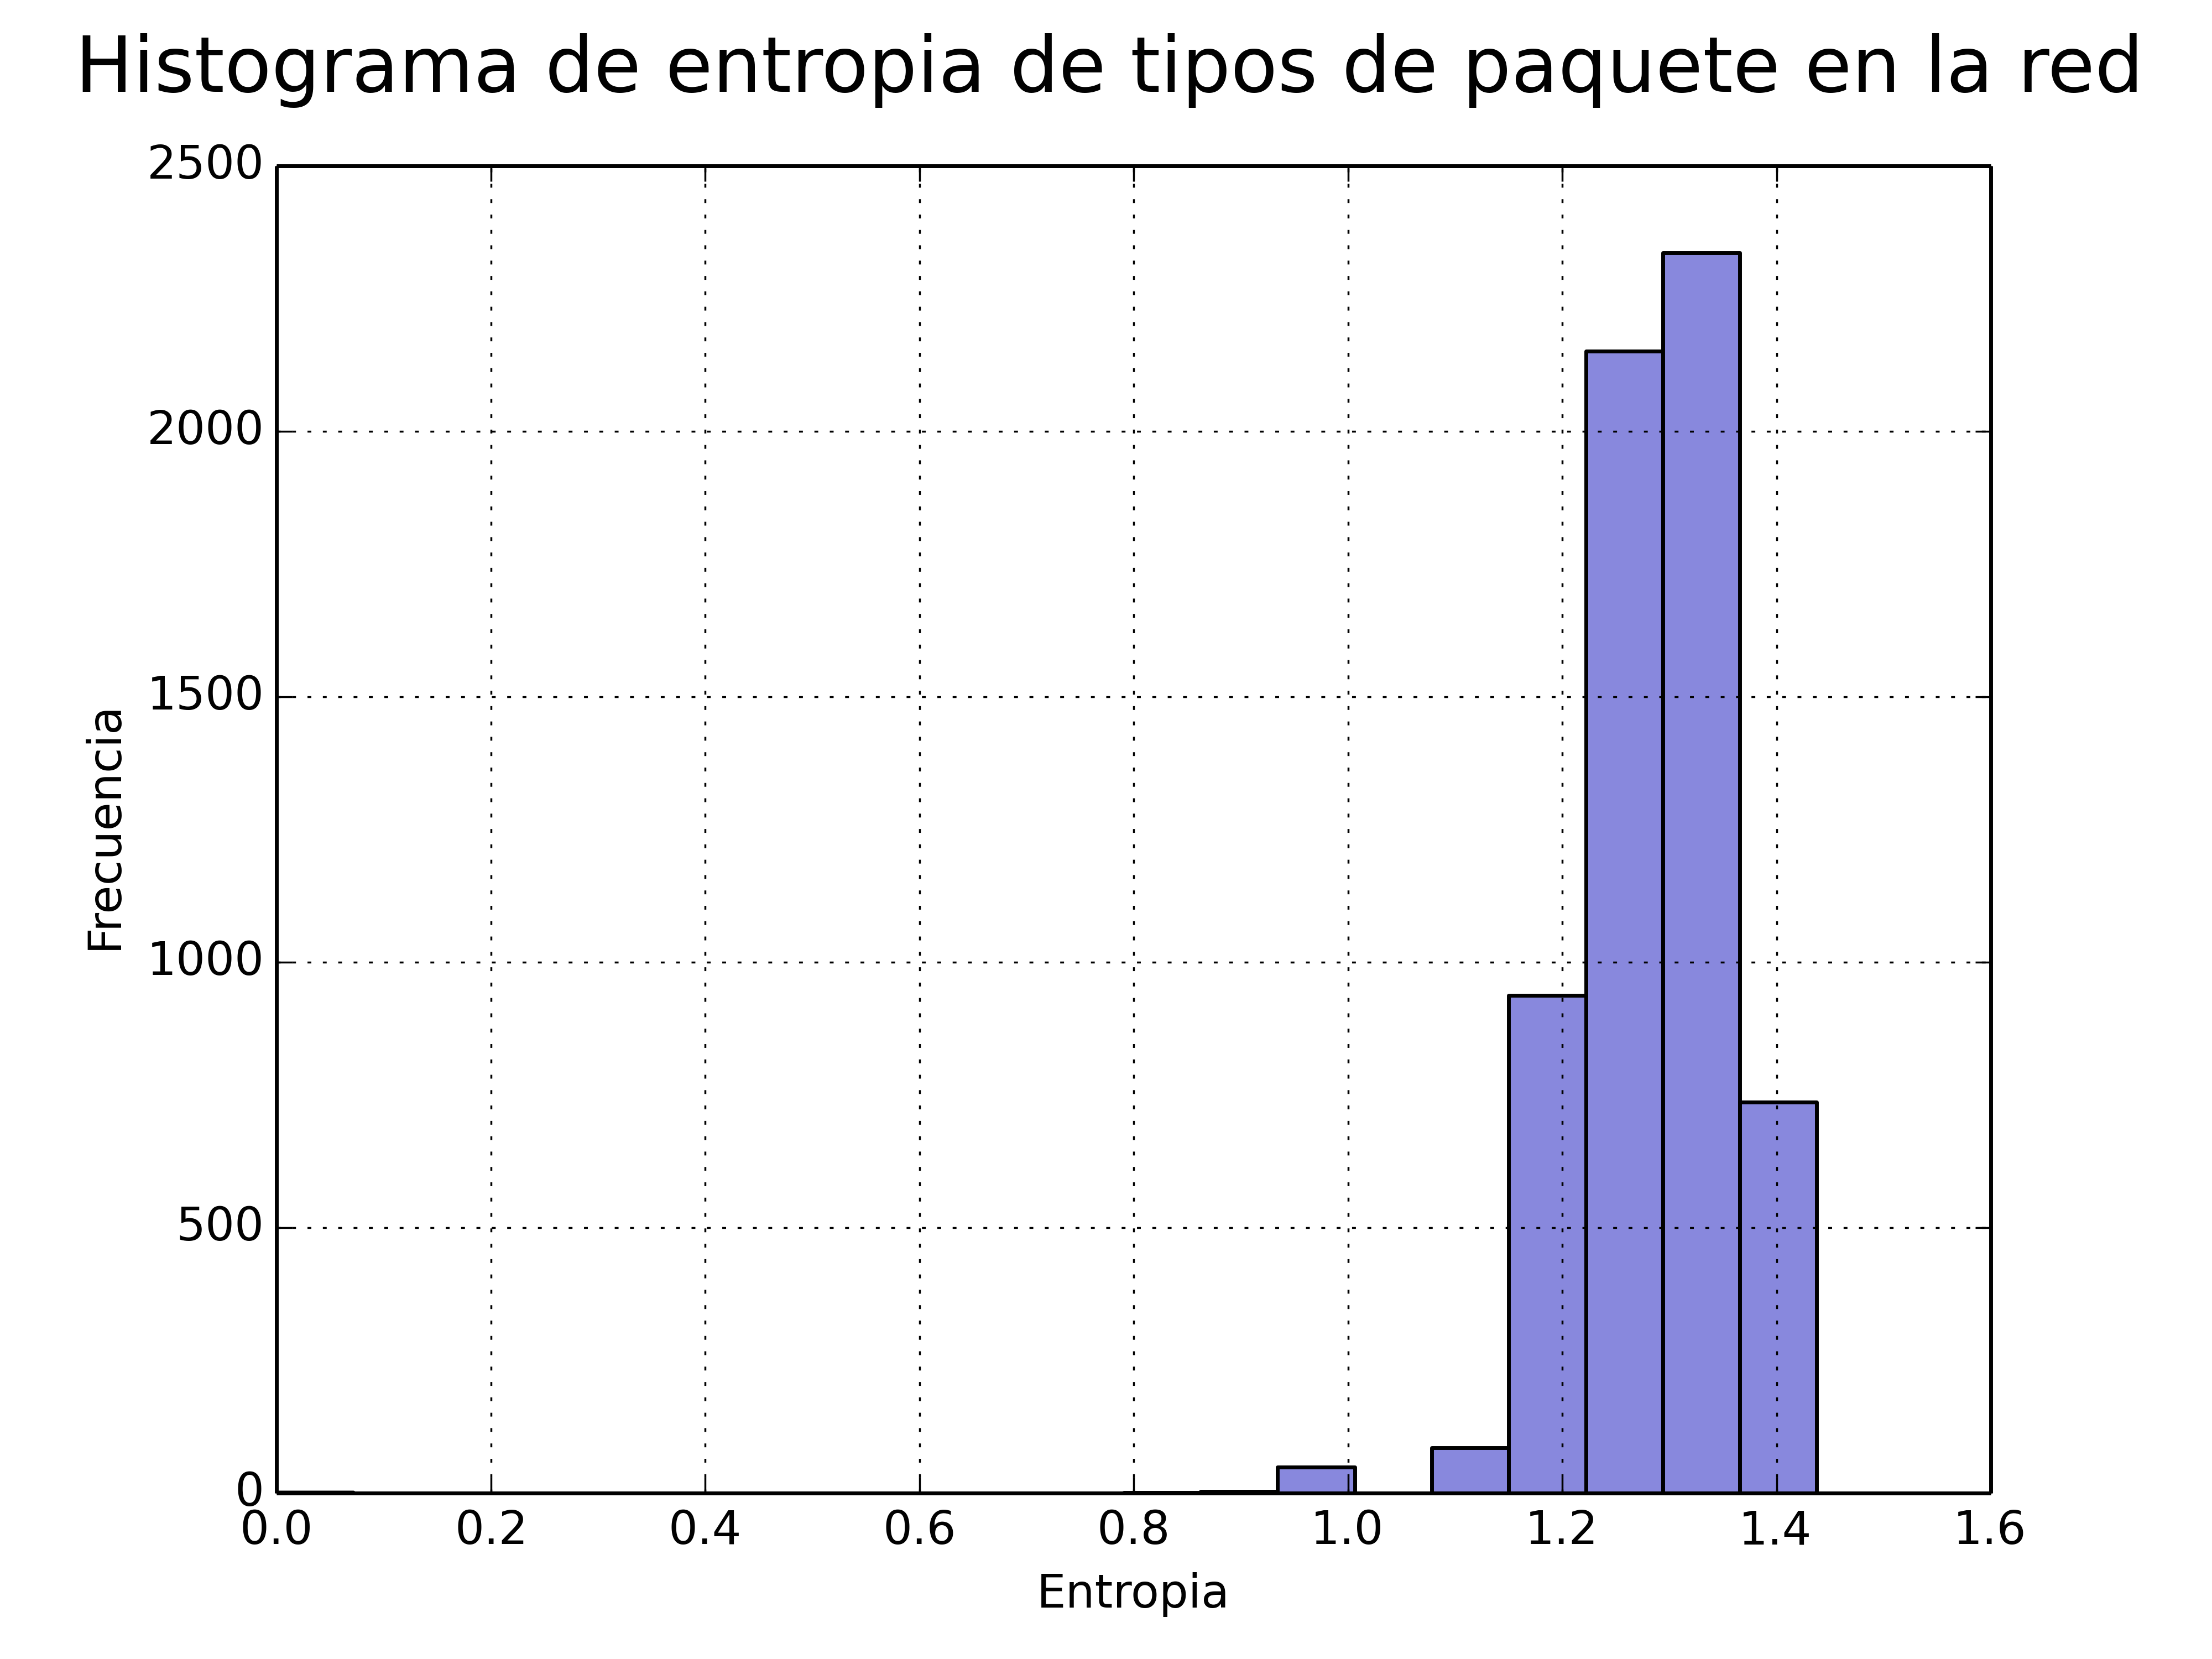 Histograma de entropia de tipos de paquete en la red
2500
2000
1500
1000
500
0
Frecuencia
0.0 0.2 0.4 0.6 0.8 1.0 1.2 1.4 1.6
Entropia